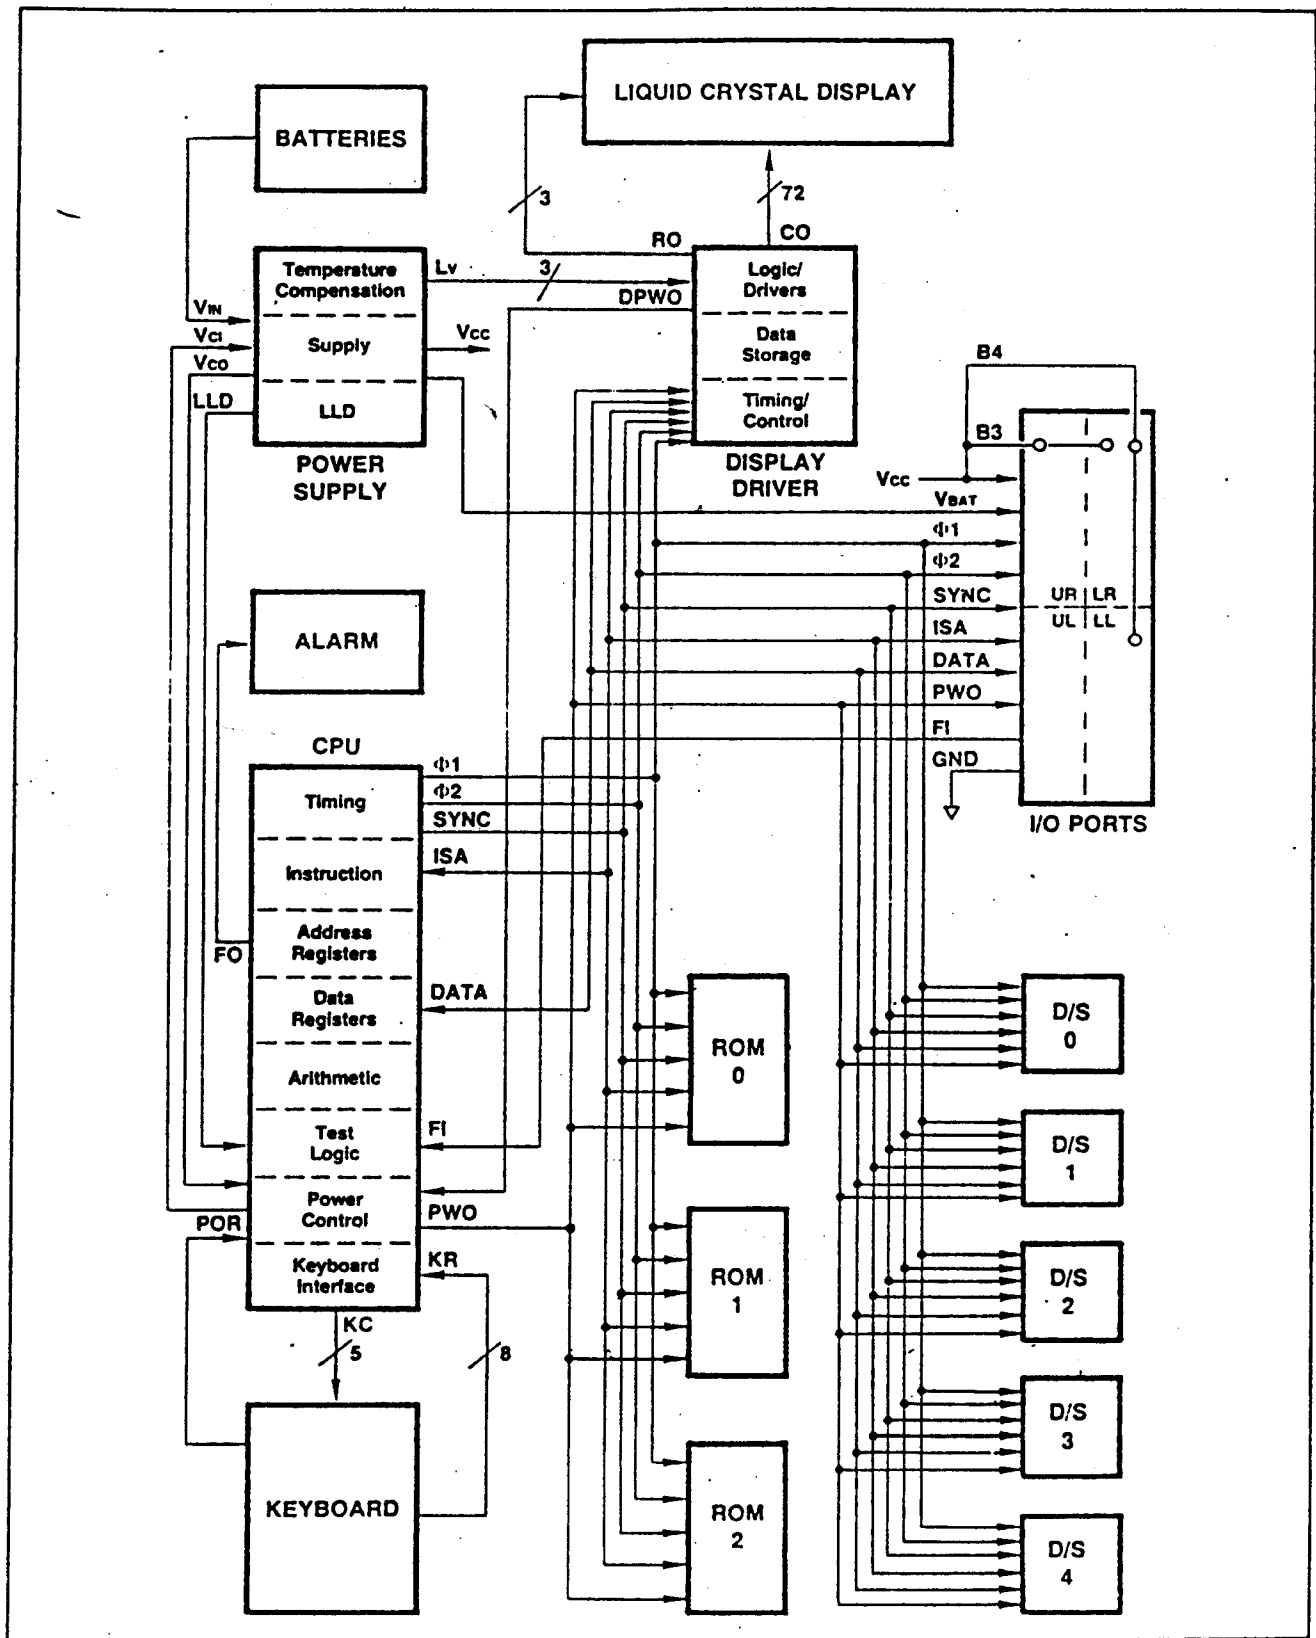 LIQUID CRYSTAL DISPLAY
BATTERIES
3
72
RO
CO
Temperature
Compensation
Lv
3
Logic/
Drivers
DPWO
VIN
VCI
Supply
Vcc
Data
Storage
VCO
LLD
LLD
Timing/
Control
B4
B3
POWER
SUPPLY
DISPLAY
DRIVER
Vcc
VBAT
Φ1
Φ2
SYNC
UR
LR
ISA
UL
LL
DATA
PWO
FI
GND
I/O PORTS
ALARM
CPU
Timing
Φ1
Φ2
SYNC
Instruction
ISA
Address
Registers
FO
Data
Registers
DATA
Arithmetic
Test
Logic
FI
Power
Control
POR
PWO
Keyboard
Interface
KR
KC
5
8
KEYBOARD
ROM
0
ROM
1
ROM
2
D/S
0
D/S
1
D/S
2
D/S
3
D/S
4